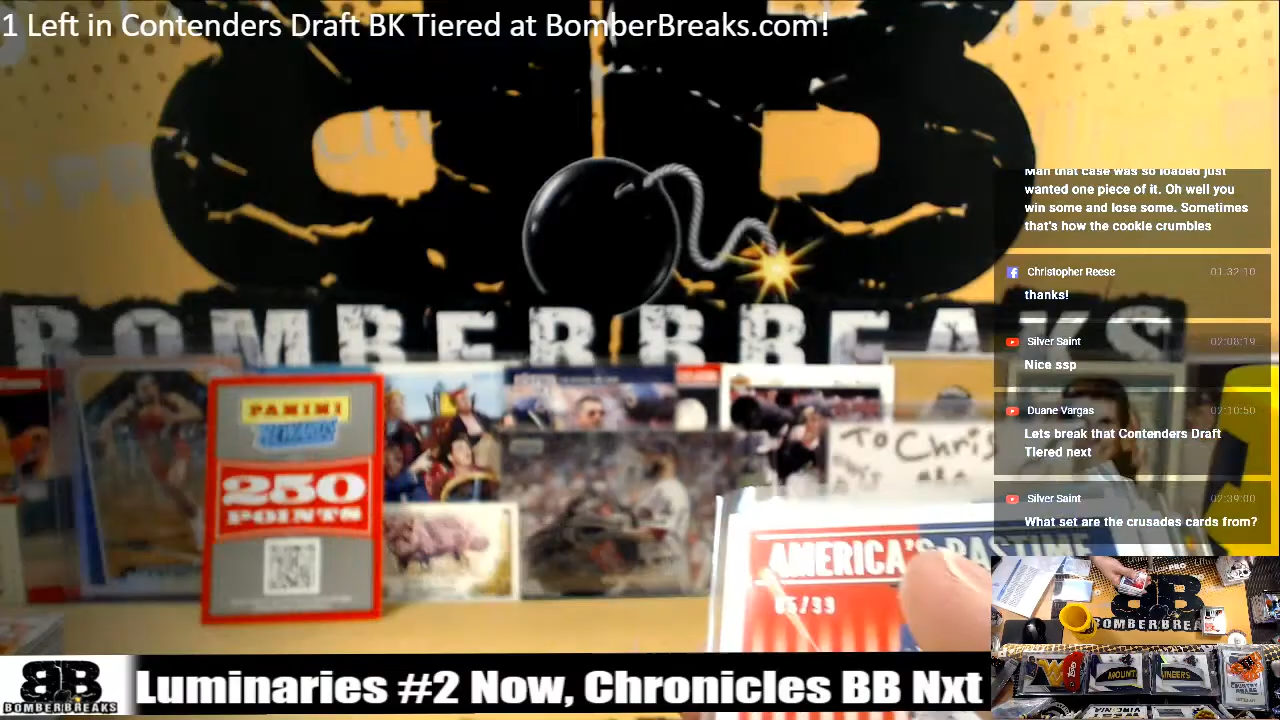 1 Left in Contenders Draft BK Tiered at BomberBreaks.com!
BOMBERBREAKS
Man that case was so loaded just
wanted one piece of it. Oh well you
win some and lose some. Sometimes
that's how the cookie crumbles
Christopher Reese 01:32:10
thanks!
Silver Saint 02:08:19
Nice ssp
Duane Vargas 02:10:50
Lets break that Contenders Draft
Tiered next
Silver Saint 02:39:00
What set are the crusades cards from?
PANINI
REWARDS
250
POINTS
To Chris
AMERICA'S PASTIME
BB
BOMBERBREA
BB
BOMBERBREAKS
Luminaries #2 Now, Chronicles BB Nxt